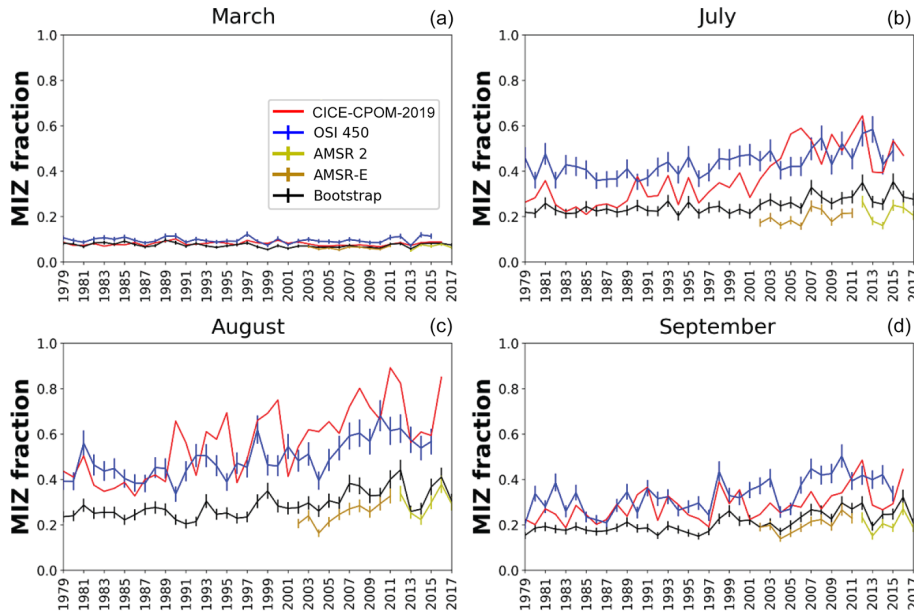 March (a)
MIZ fraction
1.0
0.8
0.6
0.4
0.2
0.0
CICE-CPOM-2019
OSI 450
AMSR 2
AMSR-E
Bootstrap
1979 1981 1983 1985 1987 1989 1991 1993 1995 1997 1999 2001 2003 2005 2007 2009 2011 2013 2015 2017
July (b)
MIZ fraction
1.0
0.8
0.6
0.4
0.2
0.0
1979 1981 1983 1985 1987 1989 1991 1993 1995 1997 1999 2001 2003 2005 2007 2009 2011 2013 2015 2017
August (c)
MIZ fraction
1.0
0.8
0.6
0.4
0.2
0.0
1979 1981 1983 1985 1987 1989 1991 1993 1995 1997 1999 2001 2003 2005 2007 2009 2011 2013 2015 2017
September (d)
MIZ fraction
1.0
0.8
0.6
0.4
0.2
0.0
1979 1981 1983 1985 1987 1989 1991 1993 1995 1997 1999 2001 2003 2005 2007 2009 2011 2013 2015 2017